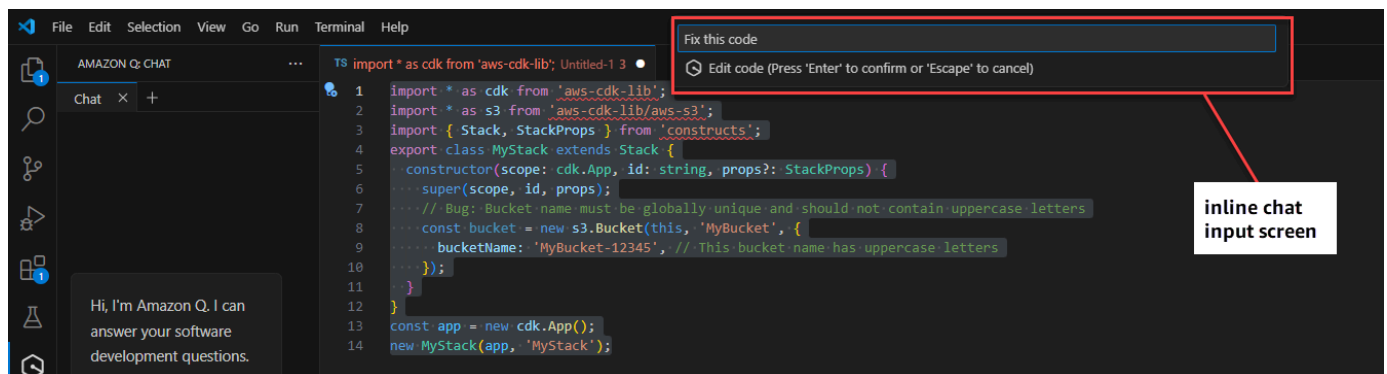 File Edit Selection View Go Run Terminal Help
Fix this code
Edit code (Press 'Enter' to confirm or 'Escape' to cancel)
AMAZON Q: CHAT ···
TS import * as cdk from 'aws-cdk-lib'; Untitled-1 3 ●
Chat × +
1 import * as cdk from 'aws-cdk-lib';
2 import * as s3 from 'aws-cdk-lib/aws-s3';
3 import { Stack, StackProps } from 'constructs';
4 export class MyStack extends Stack {
5 constructor(scope: cdk.App, id: string, props?: StackProps) {
6 super(scope, id, props);
7 // Bug: Bucket name must be globally unique and should not contain uppercase letters
8 const bucket = new s3.Bucket(this, 'MyBucket', {
9 bucketName: 'MyBucket-12345', // This bucket name has uppercase letters
10 });
11 }
12 }
13 const app = new cdk.App();
14 new MyStack(app, 'MyStack');
1
1
Hi, I'm Amazon Q. I can
answer your software
development questions.
inline chat
input screen